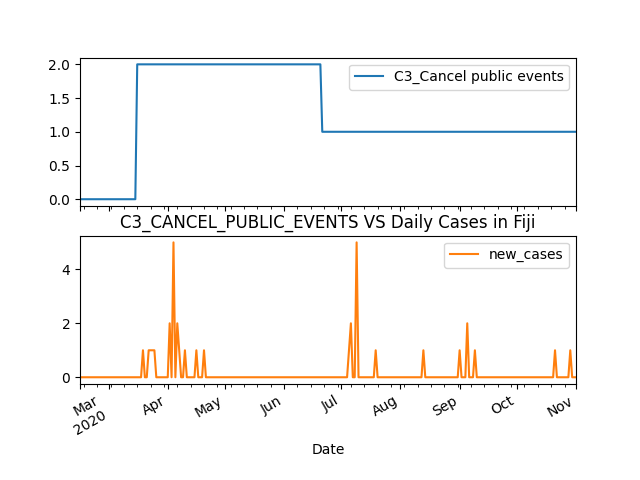 2.0
1.5
1.0
0.5
0.0
C3_Cancel public events
C3_CANCEL_PUBLIC_EVENTS VS Daily Cases in Fiji
4
2
0
new_cases
Mar
2020
Apr
May
Jun
Jul
Aug
Sep
Oct
Nov
Date